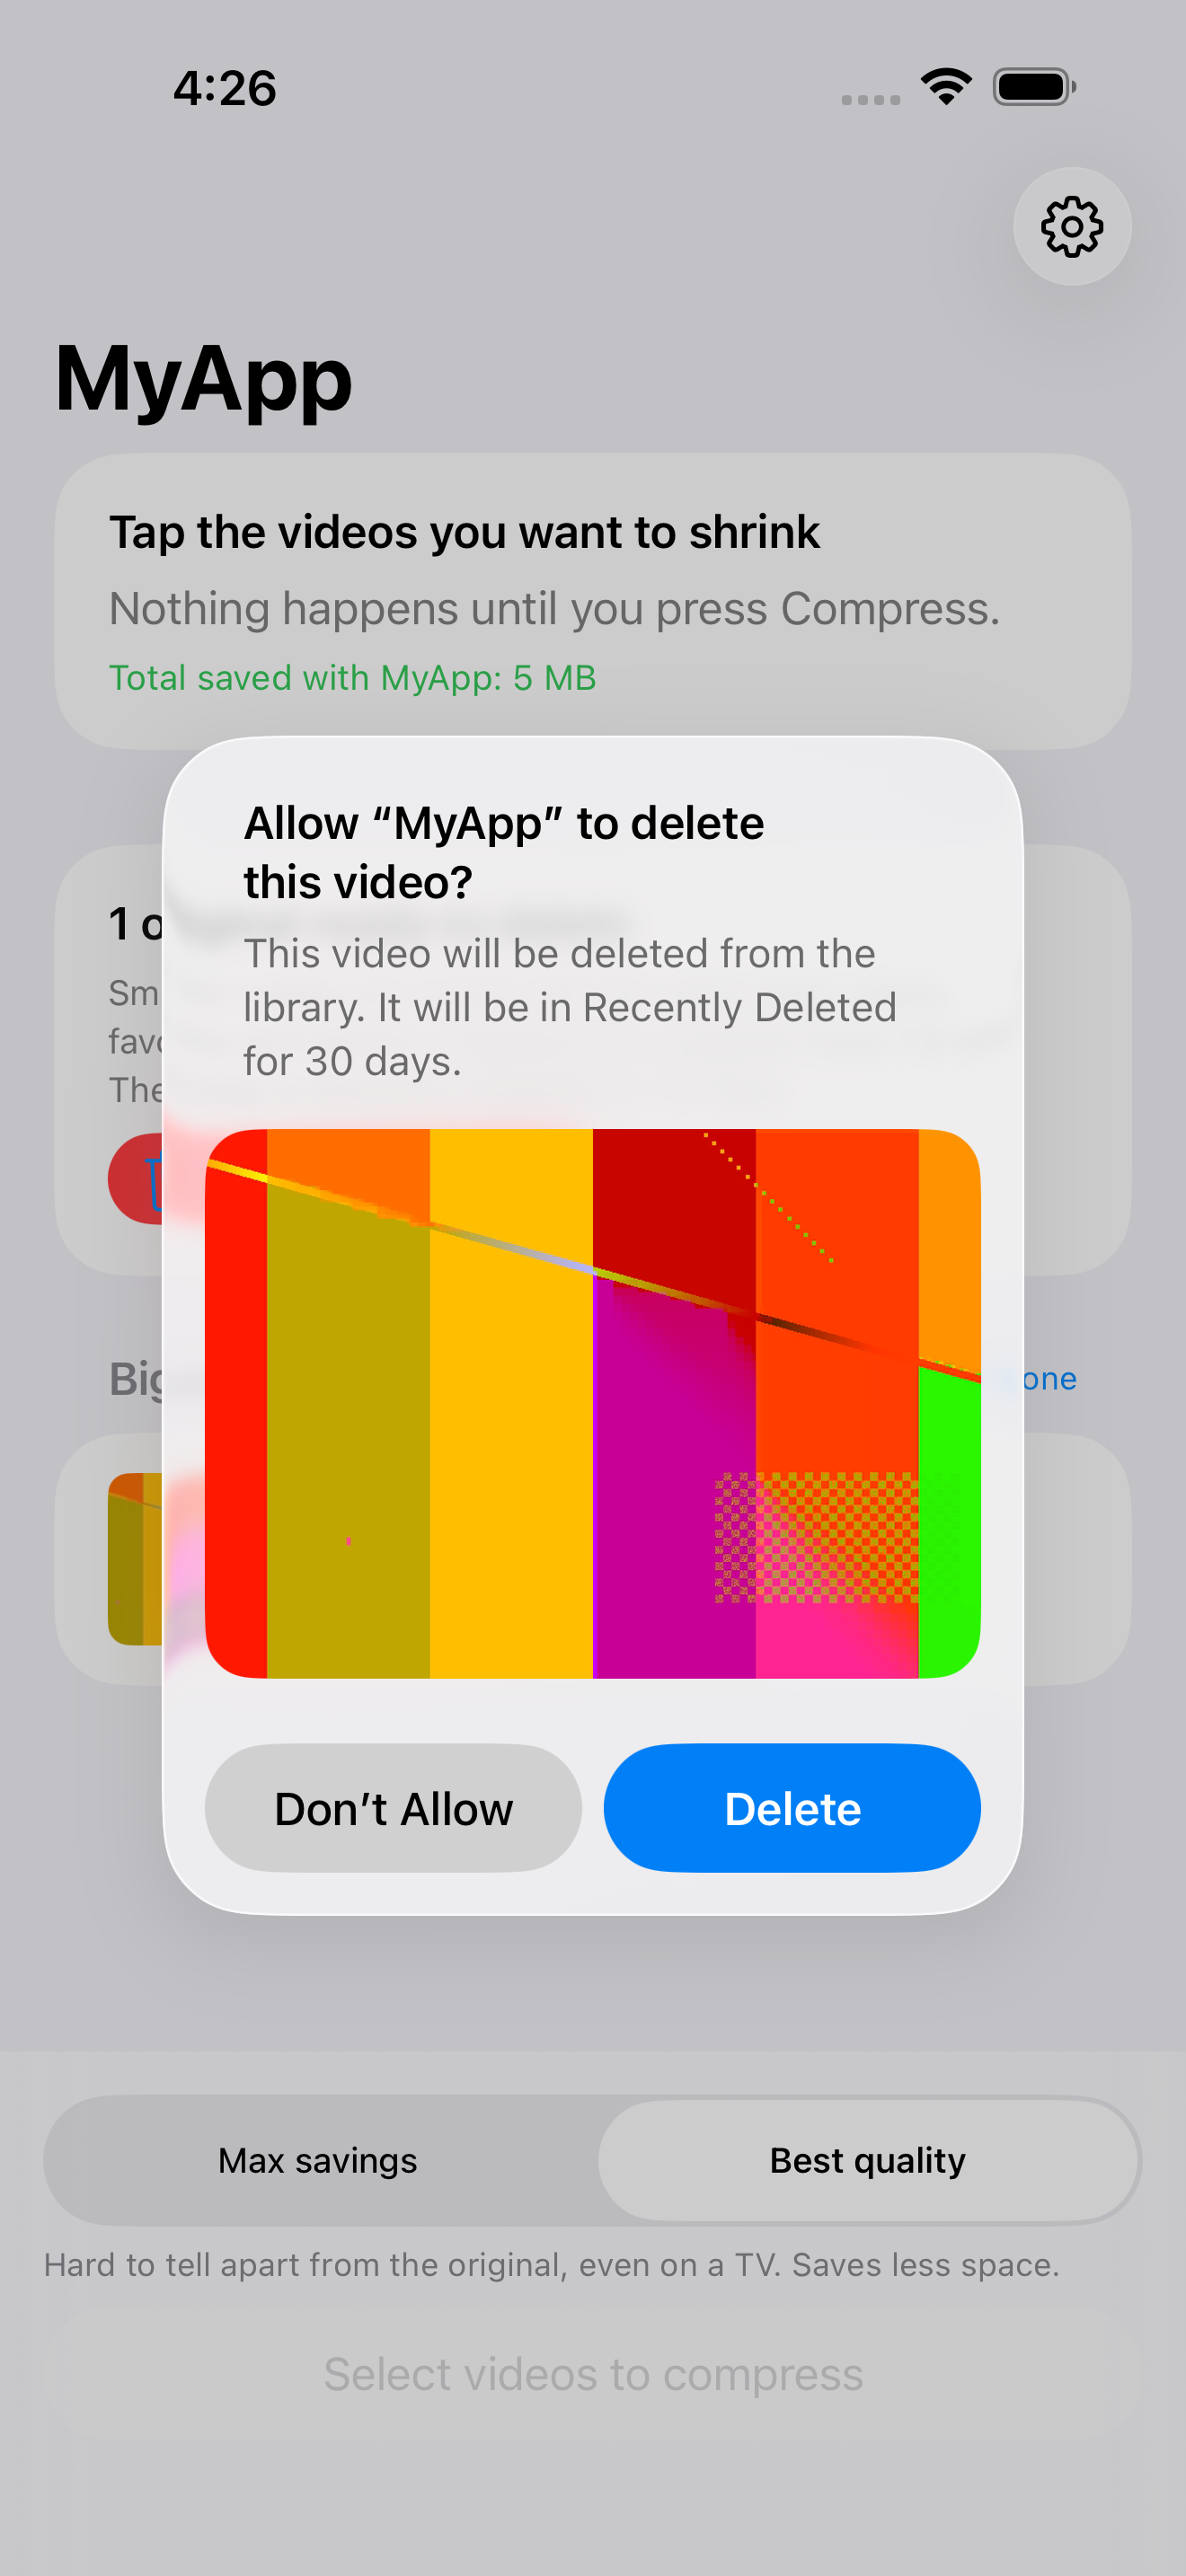 4:26
MyApp
Tap the videos you want to shrink
Nothing happens until you press Compress.
Total saved with MyApp: 5 MB
Allow “MyApp” to delete
this video?
1
This video will be deleted from the
library. It will be in Recently Deleted
for 30 days.
Don’t Allow
Delete
Max savings
Best quality
Hard to tell apart from the original, even on a TV. Saves less space.
Select videos to compress